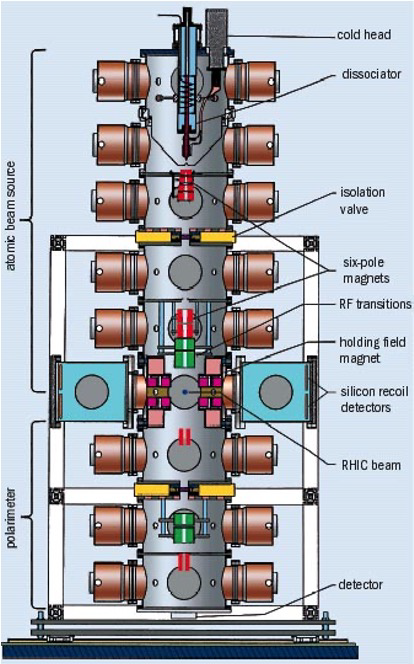 cold head
dissociator
atomic beam source
isolation
valve
six-pole
magnets
RF transitions
holding field
magnet
silicon recoil
detectors
RHIC beam
polarimeter
detector